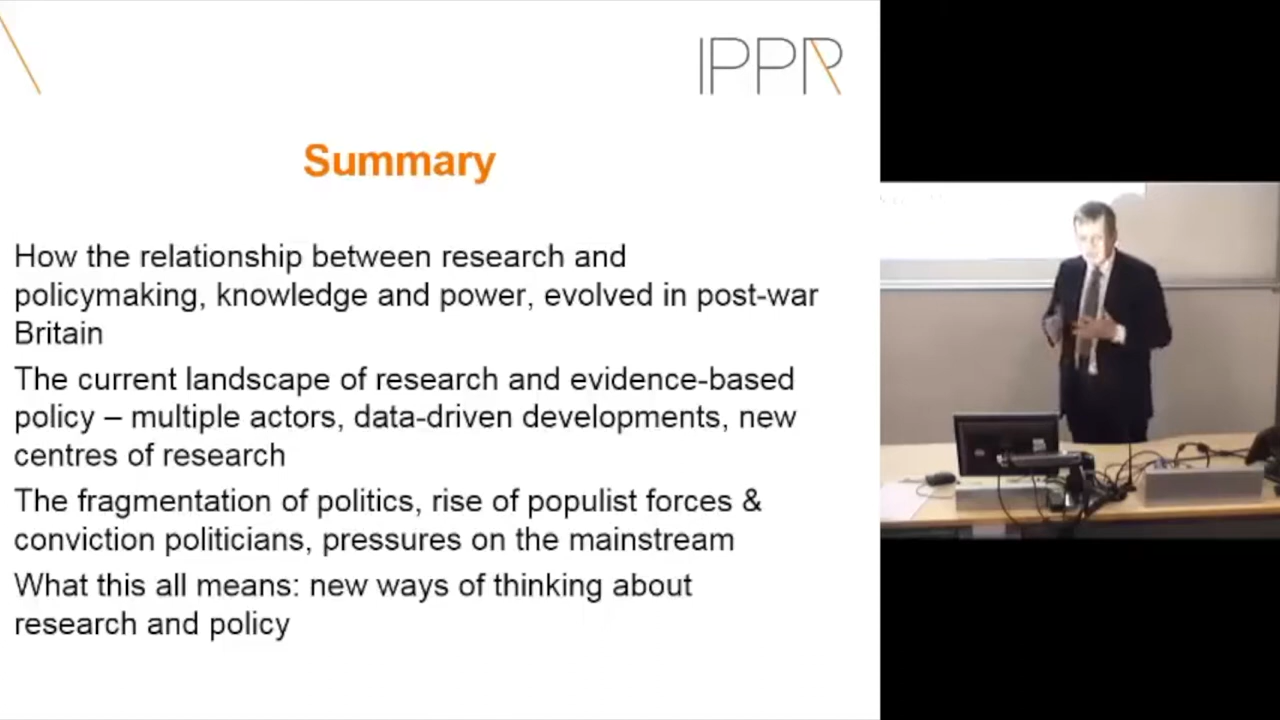 IPPR
Summary
How the relationship between research and
policymaking, knowledge and power, evolved in post-war
Britain
The current landscape of research and evidence-based
policy – multiple actors, data-driven developments, new
centres of research
The fragmentation of politics, rise of populist forces &
conviction politicians, pressures on the mainstream
What this all means: new ways of thinking about
research and policy